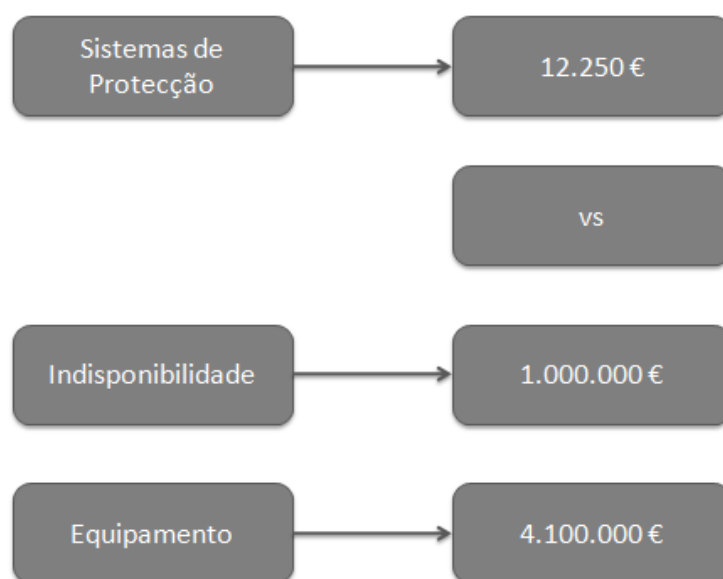 Sistemas de
Protecção
12.250 €
vs
Indisponibilidade
1.000.000 €
Equipamento
4.100.000 €